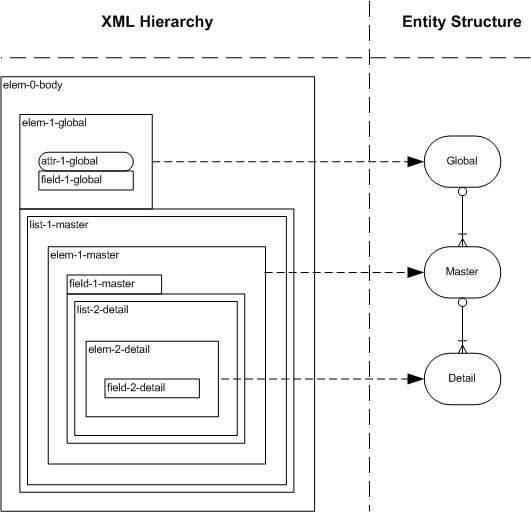 XML Hierarchy
Entity Structure
elem-0-body
elem-1-global
attr-1-global
field-1-global
Global
list-1-master
elem-1-master
field-1-master
Master
list-2-detail
elem-2-detail
field-2-detail
Detail